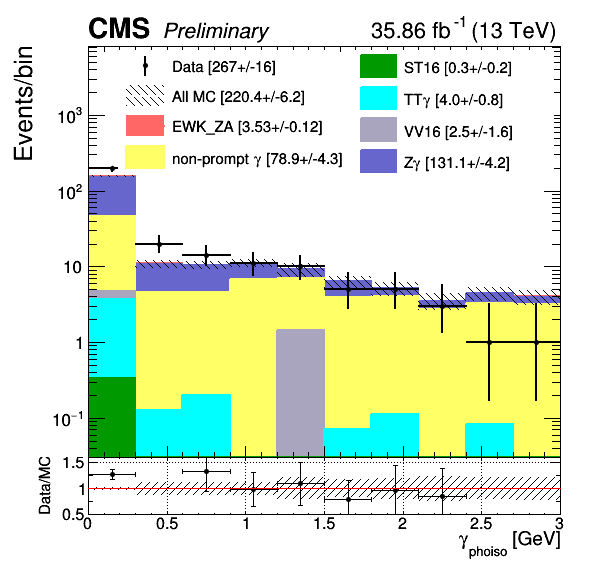 CMS Preliminary 35.86 fb⁻¹ (13 TeV)
Events/bin
Data [267+/-16]
All MC [220.4+/-6.2]
EWK_ZA [3.53+/-0.12]
non-prompt γ [78.9+/-4.3]
ST16 [0.3+/-0.2]
TTγ [4.0+/-0.8]
VV16 [2.5+/-1.6]
Zγ [131.1+/-4.2]
10³
10²
10
1
10⁻¹
Data/MC
1.5
1
0.5
0 0.5 1 1.5 2 2.5 3
γphoiso [GeV]